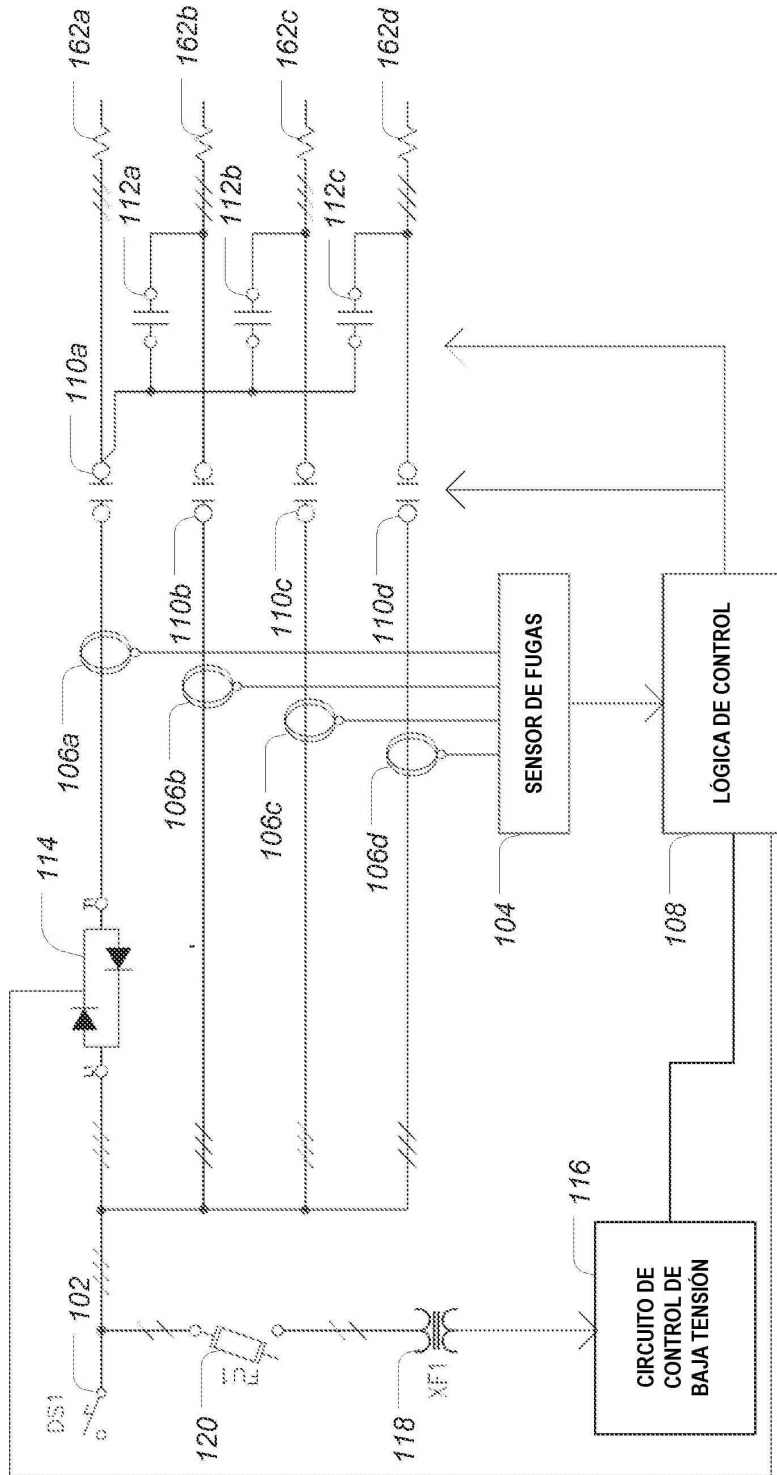 162a
162b
162c
162d
112a
112b
112c
110a
110b
110c
110d
106a
106b
106c
106d
114
SENSOR DE FUGAS
104
LÓGICA DE CONTROL
108
102
DS1
120
118
XF1
116
CIRCUITO DE
CONTROL DE
BAJA TENSIÓN